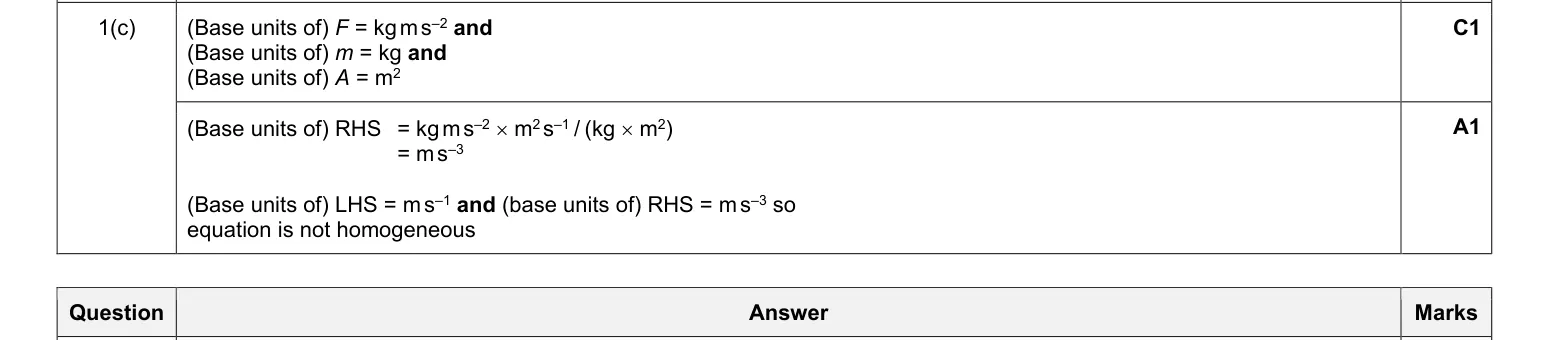 1(c)
(Base units of) F = kg m s–2 and
(Base units of) m = kg and
(Base units of) A = m2
C1
(Base units of) RHS = kg m s–2 × m2 s–1 / (kg × m2)
= m s–3
A1
(Base units of) LHS = m s–1 and (base units of) RHS = m s–3 so
equation is not homogeneous
Question Answer Marks